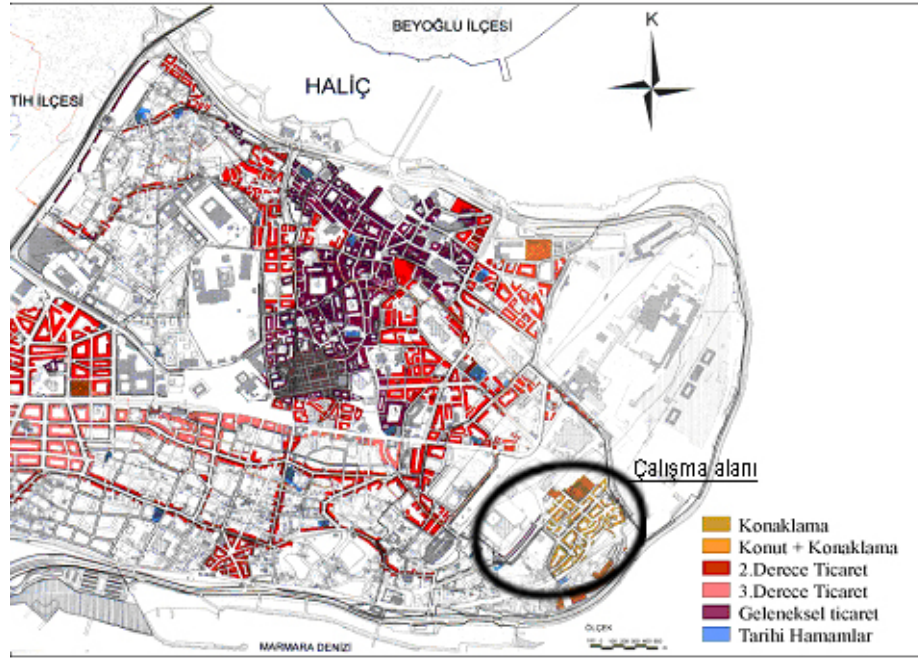 BEYOĞLU İLÇESİ
K
HALİÇ
TİH İLÇESİ
Çalışma alanı
Konaklama
Konut + Konaklama
2.Derece Ticaret
3.Derece Ticaret
Geleneksel ticaret
Tarihi Hamamlar
ÖLÇEK
MARMARA DENİZİ